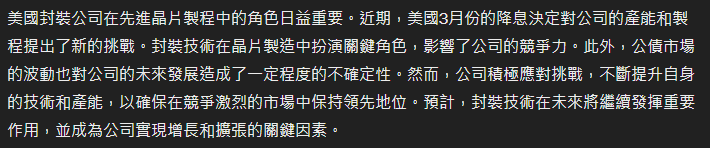 美國封裝公司在先進晶片製程中的角色日益重要。近期，美國3月份的降息決定對公司的產能和製
程提出了新的挑戰。封裝技術在晶片製造中扮演關鍵角色，影響了公司的競爭力。此外，公債市場
的波動也對公司的未來發展造成了一定程度的不確定性。然而，公司積極應對挑戰，不斷提升自身
的技術和產能，以確保在競爭激烈的市場中保持領先地位。預計，封裝技術在未來將繼續發揮重要
作用，並成為公司實現增長和擴張的關鍵因素。